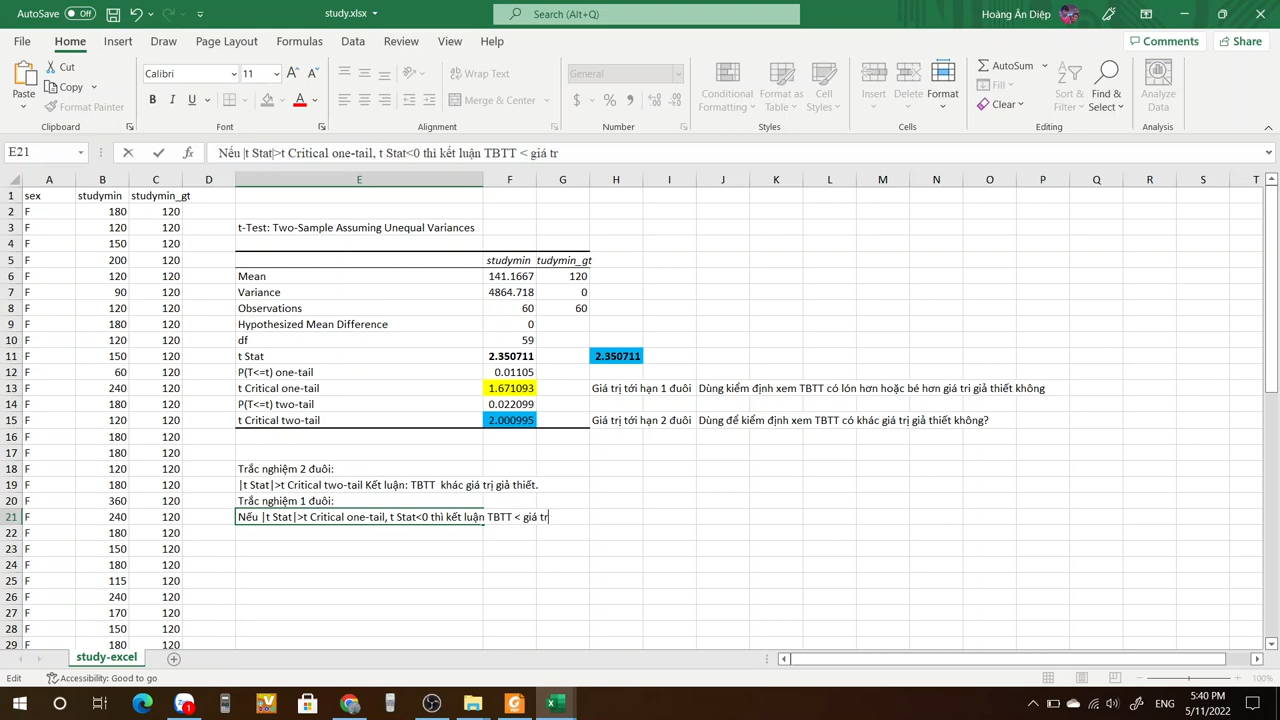 AutoSave Off study.xlsx Search (Alt+Q) Hoàng Ân Diệp
File Home Insert Draw Page Layout Formulas Data Review View Help Comments Share
Paste Cut Copy Format Painter
Calibri 11 B I U
Wrap Text Merge & Center
General $ % 9
Conditional Formatting Format as Table Cell Styles
Insert Delete Format
AutoSum Fill Clear Sort & Filter Find & Select
Analyze Data
Clipboard Font Alignment Number Styles Cells Editing Analysis
E21 fx Nếu |t Stat|>t Critical one-tail, t Stat<0 thì kết luận TBTT < giá tr
A B C D E F G H I J K L M N O P Q R S T
1 sex studymin studymin_gt
2 F 180 120
3 F 120 120 t-Test: Two-Sample Assuming Unequal Variances
4 F 150 120
5 F 200 120 studymin tudymin_gt
6 F 120 120 Mean 141.1667 120
7 F 90 120 Variance 4864.718 0
8 F 120 120 Observations 60 60
9 F 180 120 Hypothesized Mean Difference 0
10 F 120 120 df 59
11 F 150 120 t Stat 2.350711 2.350711
12 F 60 120 P(T<=t) one-tail 0.01105
13 F 240 120 t Critical one-tail 1.671093 Giá trị tới hạn 1 đuôi Dùng kiểm định xem TBTT có lón hơn hoặc bé hơn giá tri giả thiết không
14 F 180 120 P(T<=t) two-tail 0.022099
15 F 120 120 t Critical two-tail 2.000995 Giá trị tới hạn 2 đuôi Dùng để kiểm định xem TBTT có khác giá trị giả thiết không?
16 F 180 120
17 F 180 120
18 F 120 120 Trắc nghiệm 2 đuôi:
19 F 180 120 |t Stat|>t Critical two-tail Kết luận: TBTT khác giá trị giả thiết.
20 F 360 120 Trắc nghiệm 1 đuôi:
21 F 240 120 Nếu |t Stat|>t Critical one-tail, t Stat<0 thì kết luận TBTT < giá tr
22 F 180 120
23 F 150 120
24 F 180 120
25 F 115 120
26 F 240 120
27 F 170 120
28 F 150 120
29 F 180 120
study-excel
Edit Accessibility: Good to go 100%
1 5:40 PM
5/11/2022